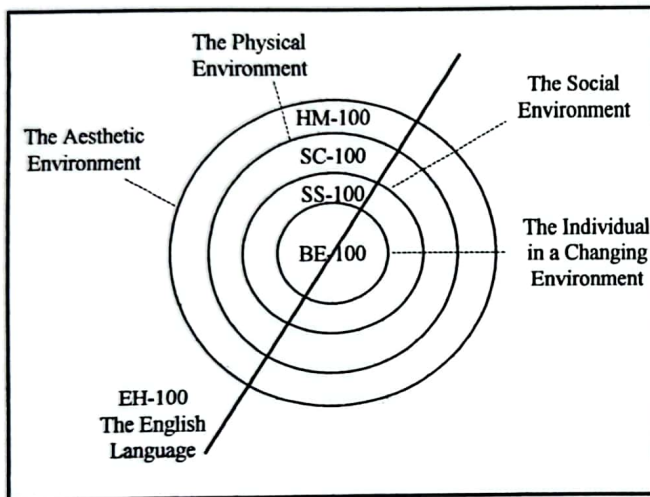 The Physical
Environment
The Social
Environment
The Aesthetic
Environment
HM-100
SC-100
SS-100
BE-100
The Individual
in a Changing
Environment
EH-100
The English
Language